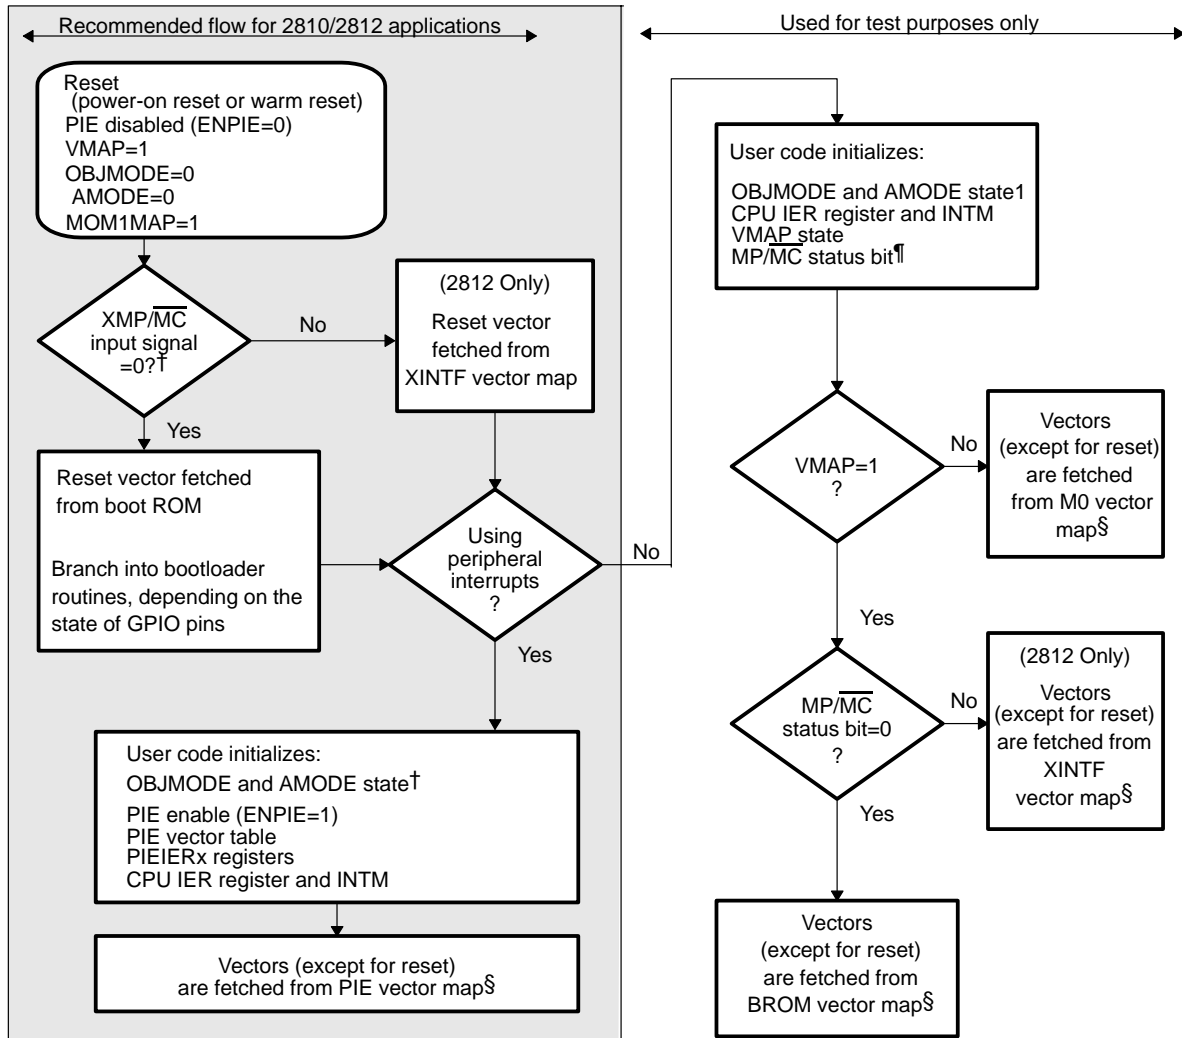 Recommended flow for 2810/2812 applications
Used for test purposes only
Reset
(power-on reset or warm reset)
PIE disabled (ENPIE=0)
VMAP=1
OBJMODE=0
AMODE=0
MOM1MAP=1
XMP/M̅C̅
input signal
=0?†
No
Yes
(2812 Only)
Reset vector
fetched from
XINTF vector map
Reset vector fetched
from boot ROM
Branch into bootloader
routines, depending on the
state of GPIO pins
Using
peripheral
interrupts
?
No
Yes
User code initializes:
OBJMODE and AMODE state†
PIE enable (ENPIE=1)
PIE vector table
PIEIERx registers
CPU IER register and INTM
Vectors (except for reset)
are fetched from PIE vector map§
User code initializes:
OBJMODE and AMODE state1
CPU IER register and INTM
VMAP state
MP/M̅C̅ status bit¶
VMAP=1
?
No
Yes
Vectors
(except for reset)
are fetched
from M0 vector
map§
MP/M̅C̅
status bit=0
?
No
Yes
(2812 Only)
Vectors
(except for reset)
are fetched from
XINTF
vector map§
Vectors
(except for reset)
are fetched from
BROM vector map§